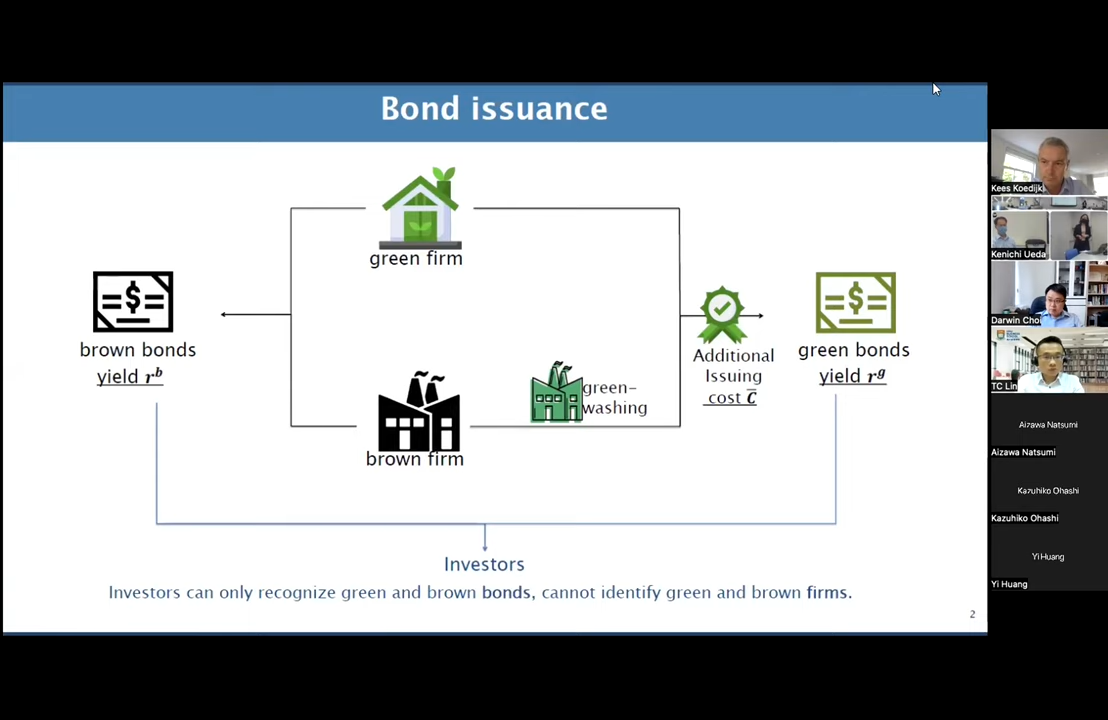 Bond issuance
green firm
brown bonds
yield r^b
brown firm
green-
washing
Additional
Issuing
cost C̅
green bonds
yield r^g
Investors
Investors can only recognize green and brown bonds, cannot identify green and brown firms.
2
Kees Koedijk
Kenichi Ueda
Darwin Choi
TC Lin
Aizawa Natsumi
Aizawa Natsumi
Kazuhiko Ohashi
Kazuhiko Ohashi
Yi Huang
Yi Huang